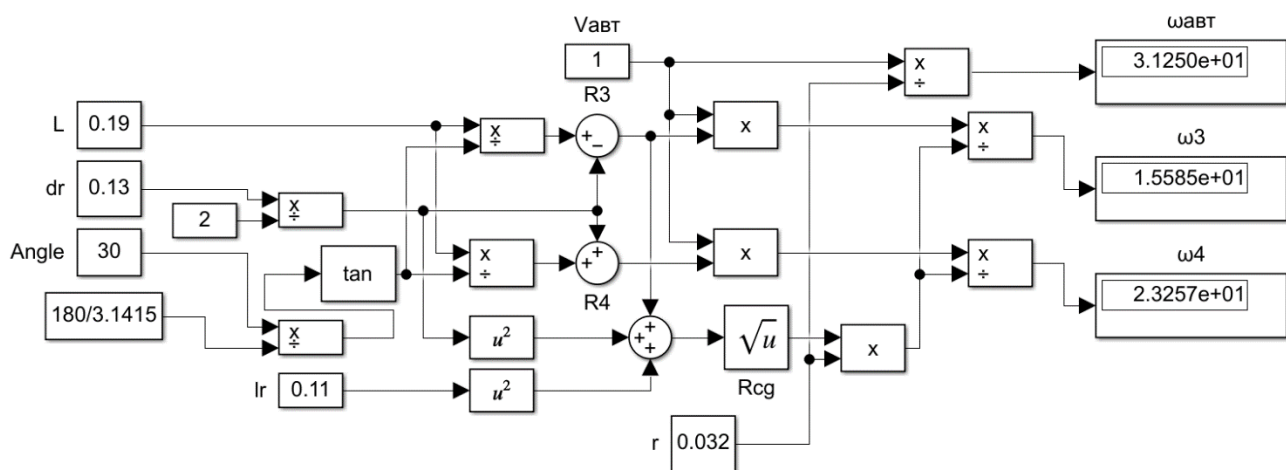 Vавт
1
ωавт
x
÷
3.1250e+01
R3
L
0.19
x
÷
+
−
x
x
÷
ω3
1.5585e+01
dr
0.13
2
x
÷
Angle
30
tan
x
÷
+
+
R4
x
x
÷
ω4
2.3257e+01
180/3.1415
x
÷
u²
+
+
+
√u
x
Rcg
lr
0.11
u²
r
0.032